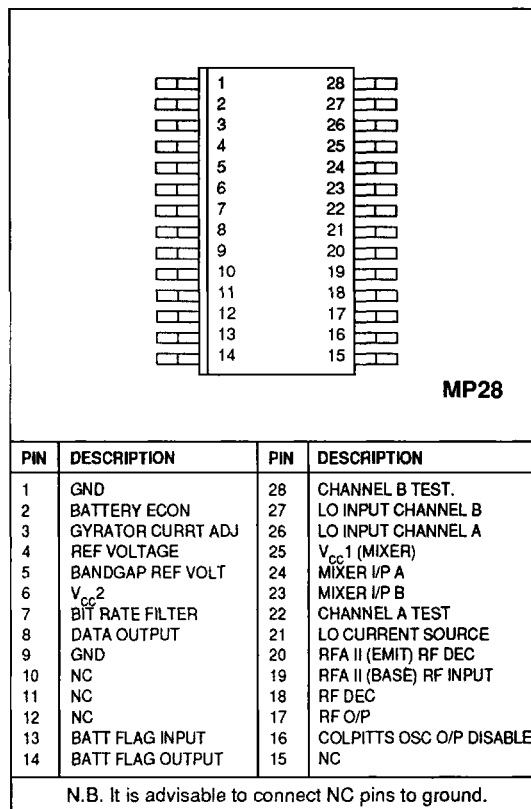 1 28
2 27
3 26
4 25
5 24
6 23
7 22
8 21
9 20
10 19
11 18
12 17
13 16
14 15
MP28
PIN DESCRIPTION PIN DESCRIPTION
1 GND 28 CHANNEL B TEST.
2 BATTERY ECON 27 LO INPUT CHANNEL B
3 GYRATOR CURRT ADJ 26 LO INPUT CHANNEL A
4 REF VOLTAGE 25 Vcc1 (MIXER)
5 BANDGAP REF VOLT 24 MIXER I/P A
6 Vcc2 23 MIXER I/P B
7 BIT RATE FILTER 22 CHANNEL A TEST
8 DATA OUTPUT 21 LO CURRENT SOURCE
9 GND 20 RFA II (EMIT) RF DEC
10 NC 19 RFA II (BASE) RF INPUT
11 NC 18 RF DEC
12 NC 17 RF O/P
13 BATT FLAG INPUT 16 COLPITTS OSC O/P DISABLE
14 BATT FLAG OUTPUT 15 NC
N.B. It is advisable to connect NC pins to ground.